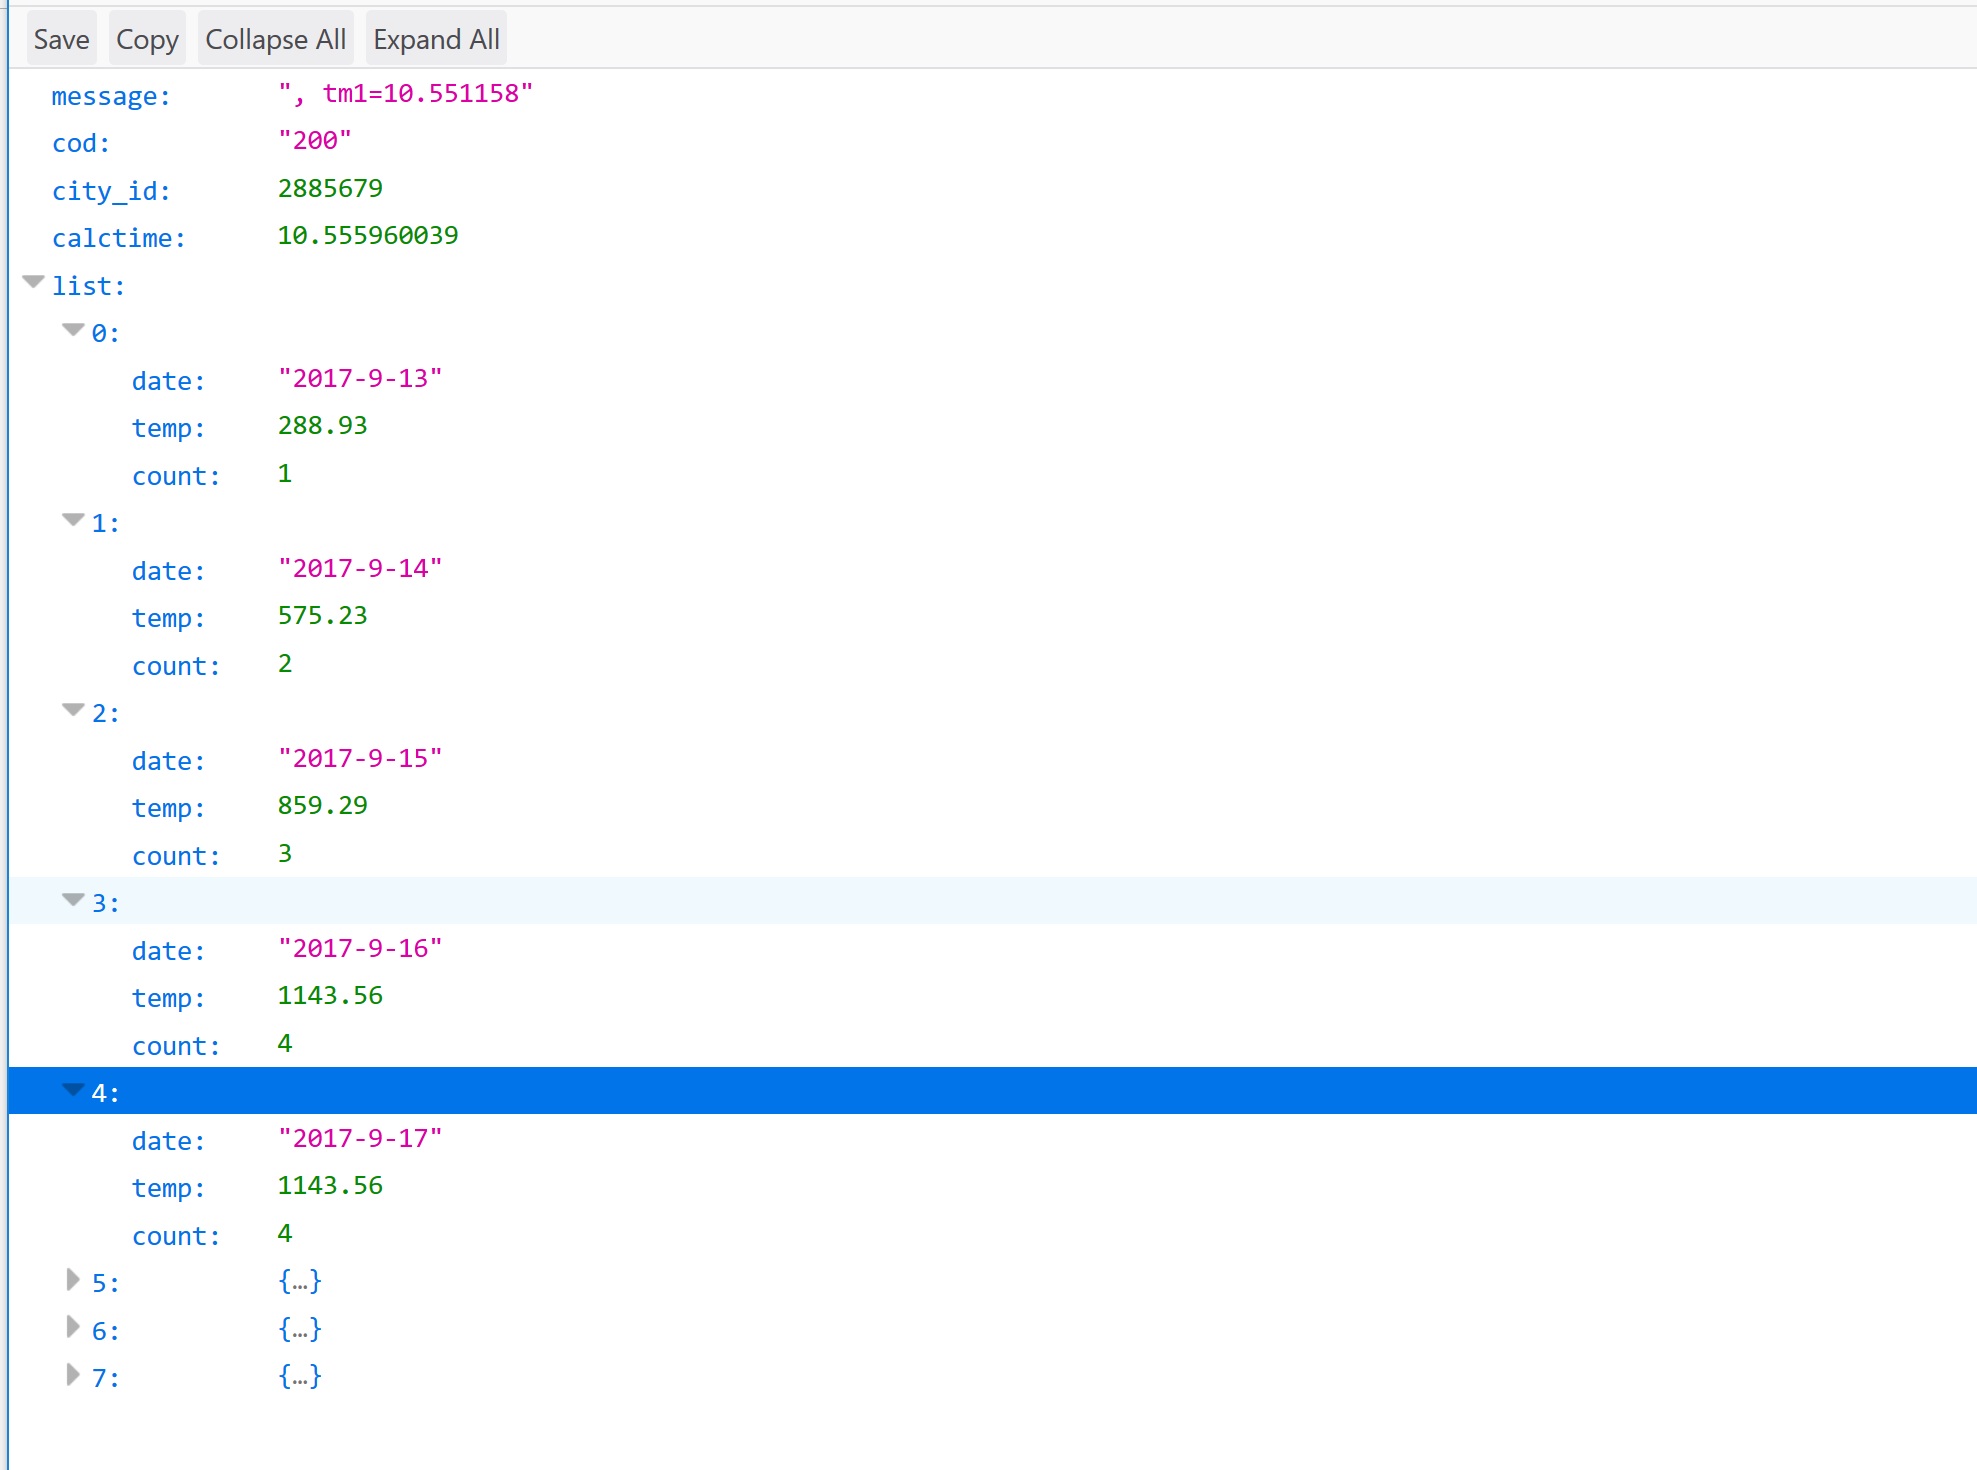 Save Copy Collapse All Expand All
message: ", tm1=10.551158"
cod: "200"
city_id: 2885679
calctime: 10.555960039
list:
0:
date: "2017-9-13"
temp: 288.93
count: 1
1:
date: "2017-9-14"
temp: 575.23
count: 2
2:
date: "2017-9-15"
temp: 859.29
count: 3
3:
date: "2017-9-16"
temp: 1143.56
count: 4
4:
date: "2017-9-17"
temp: 1143.56
count: 4
5: {…}
6: {…}
7: {…}